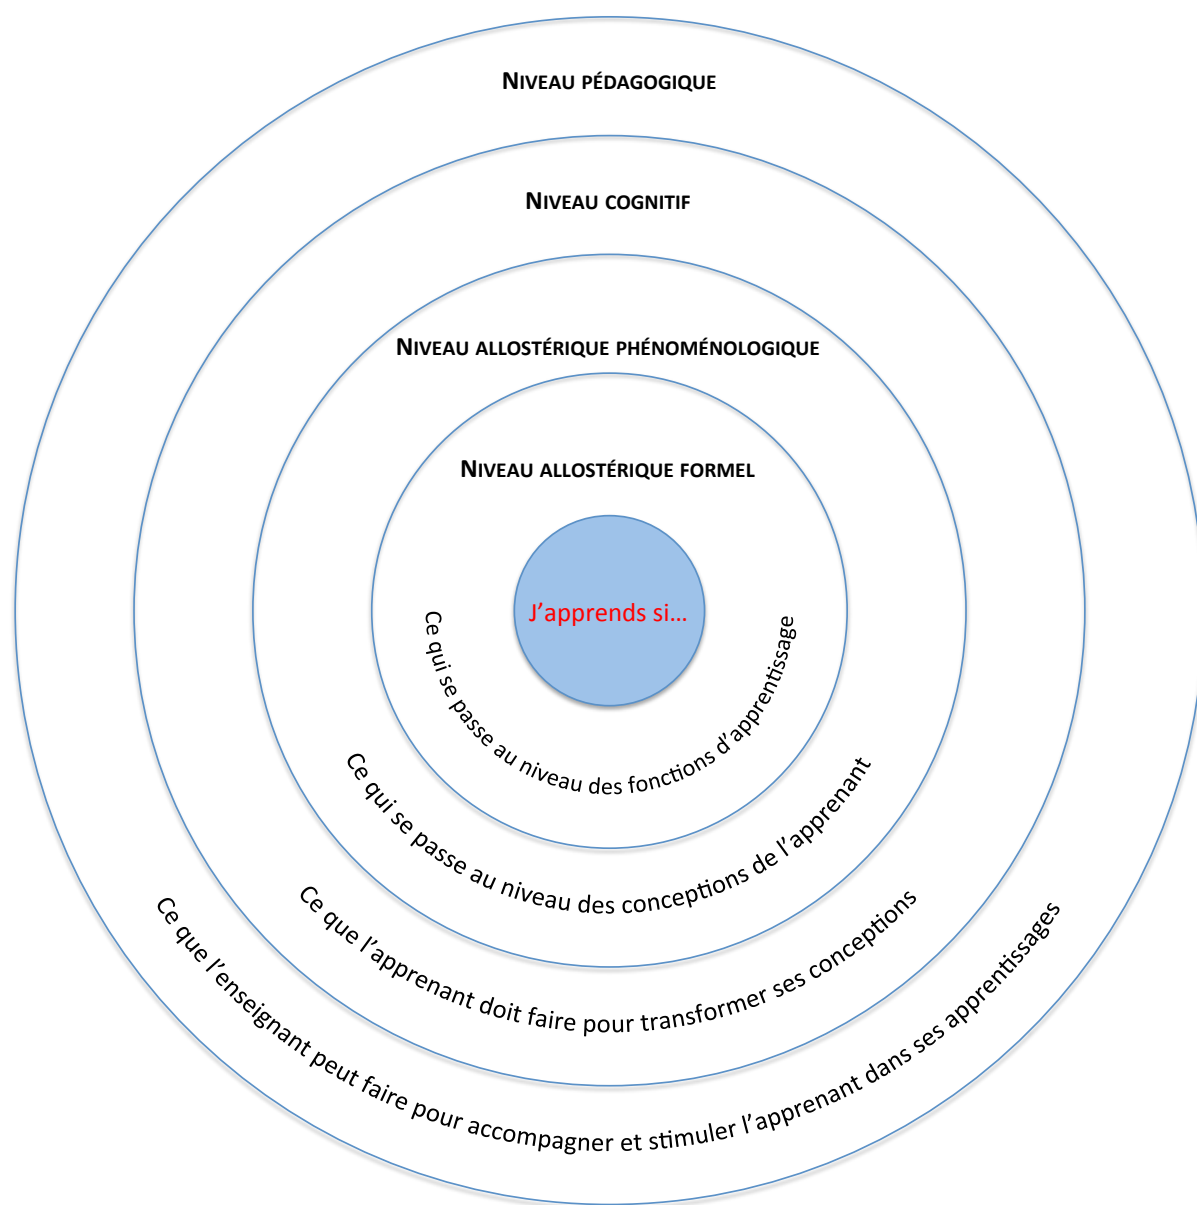 NIVEAU PÉDAGOGIQUE
NIVEAU COGNITIF
NIVEAU ALLOSTÉRIQUE PHÉNOMÉNOLOGIQUE
NIVEAU ALLOSTÉRIQUE FORMEL
J’apprends si…
Ce qui se passe au niveau des fonctions d’apprentissage
Ce qui se passe au niveau des conceptions de l’apprenant
Ce que l’apprenant doit faire pour transformer ses conceptions
Ce que l’enseignant peut faire pour accompagner et stimuler l’apprenant dans ses apprentissages